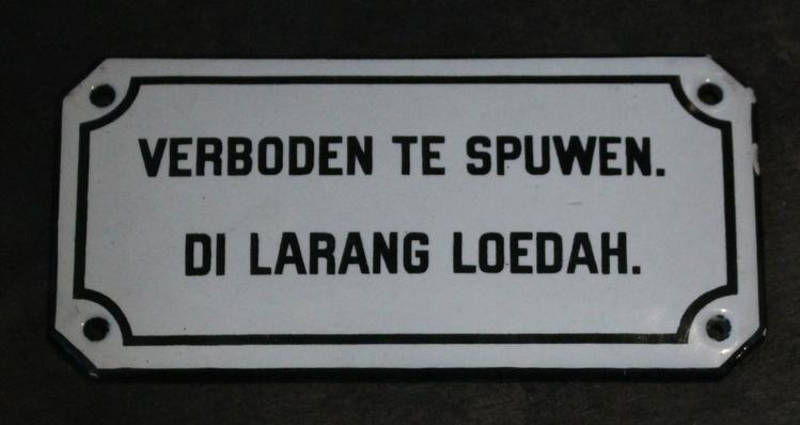 VERBODEN TE SPUWEN.
DI LARANG LOEDAH.